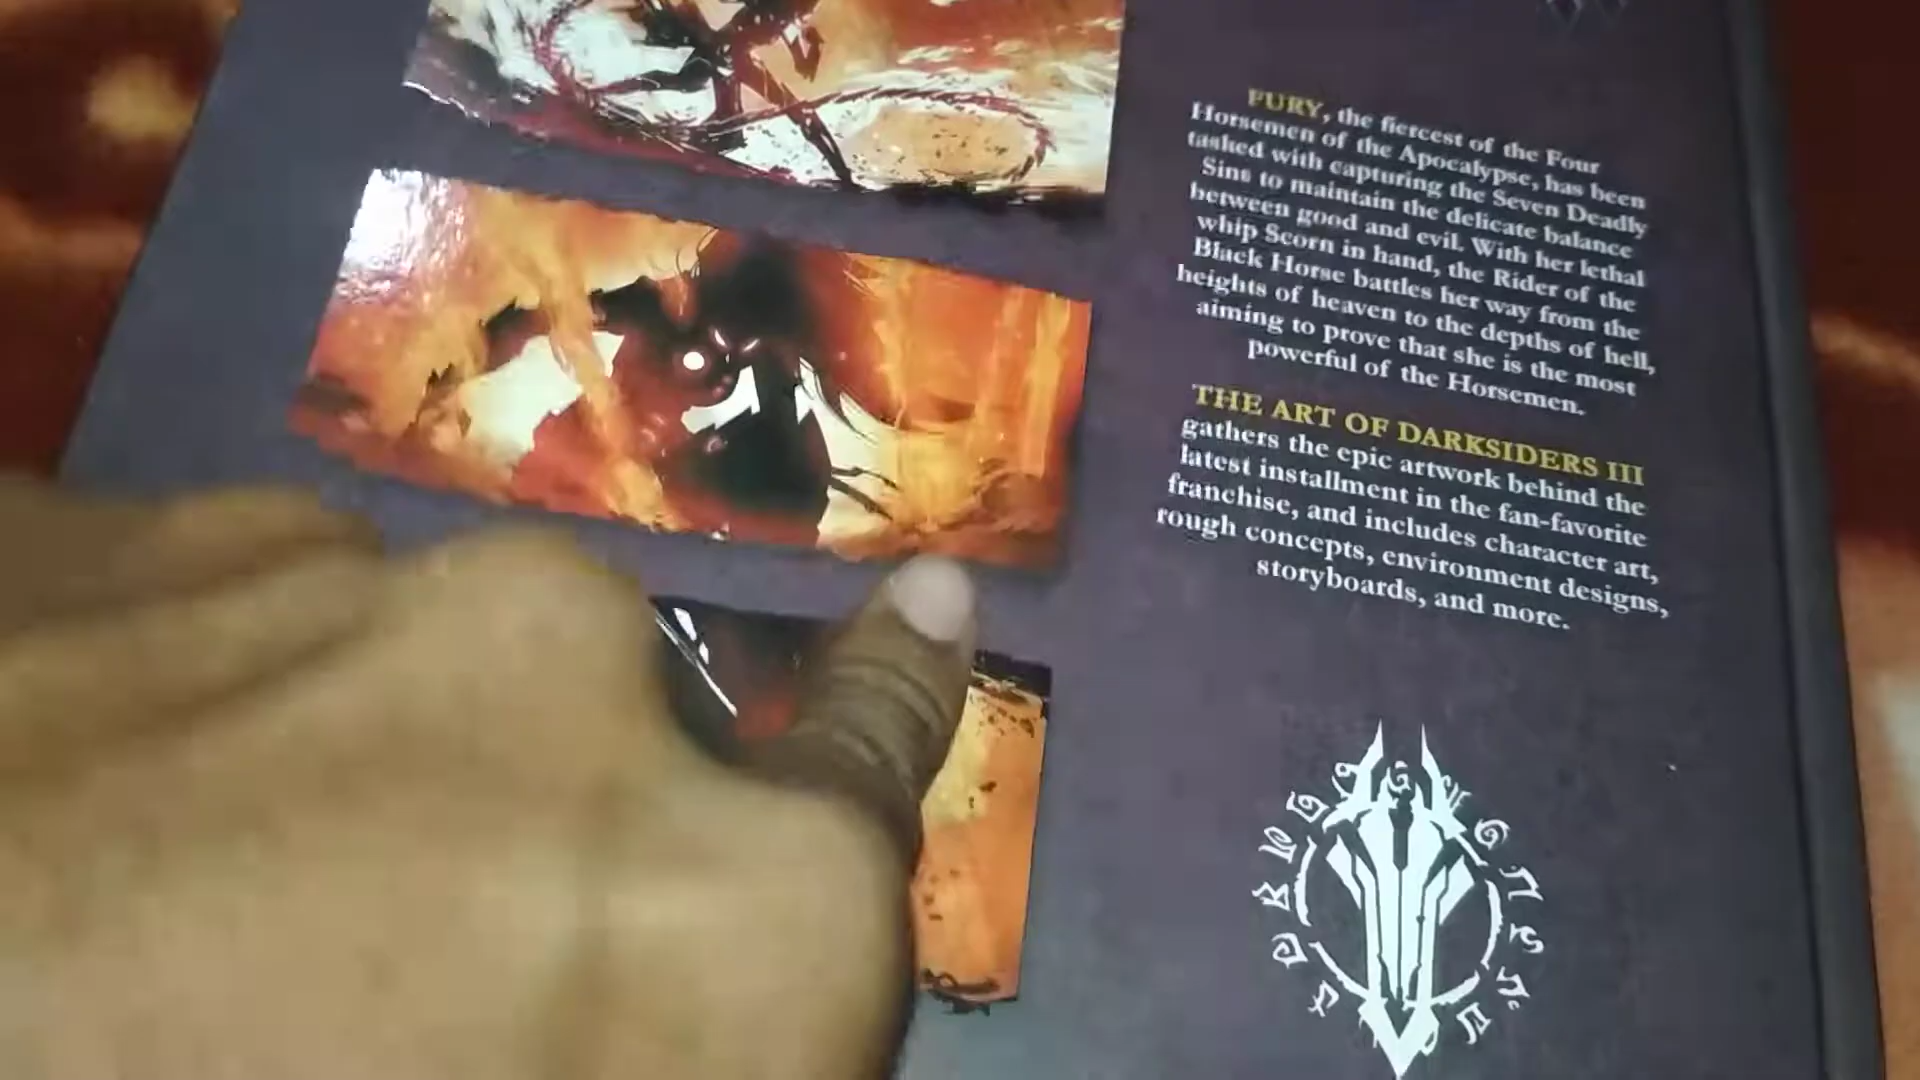 FURY, the fiercest of the Four
Horsemen of the Apocalypse, has been
tasked with capturing the Seven Deadly
Sins to maintain the delicate balance
between good and evil. With her lethal
whip Scorn in hand, the Rider of the
Black Horse battles her way from the
heights of heaven to the depths of hell,
aiming to prove that she is the most
powerful of the Horsemen.
THE ART OF DARKSIDERS III
gathers the epic artwork behind the
latest installment in the fan-favorite
franchise, and includes character art,
rough concepts, environment designs,
storyboards, and more.